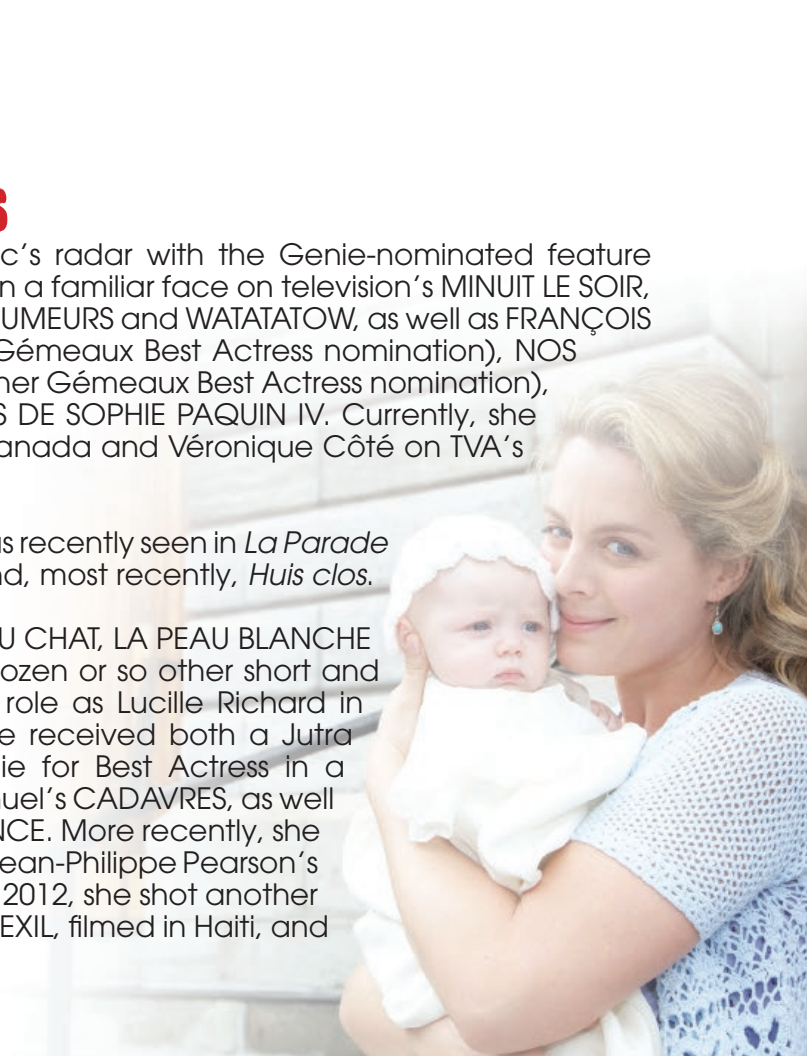 S
c’s radar with the Genie-nominated feature
n a familiar face on television’s MINUIT LE SOIR,
UMEURS and WATATATOW, as well as FRANÇOIS
Gémeaux Best Actress nomination), NOS
her Gémeaux Best Actress nomination),
S DE SOPHIE PAQUIN IV. Currently, she
anada and Véronique Côté on TVA’s
as recently seen in La Parade
nd, most recently, Huis clos.
U CHAT, LA PEAU BLANCHE
ozen or so other short and
role as Lucille Richard in
e received both a Jutra
ie for Best Actress in a
nuel’s CADAVRES, as well
NCE. More recently, she
ean-Philippe Pearson’s
2012, she shot another
EXIL, filmed in Haiti, and